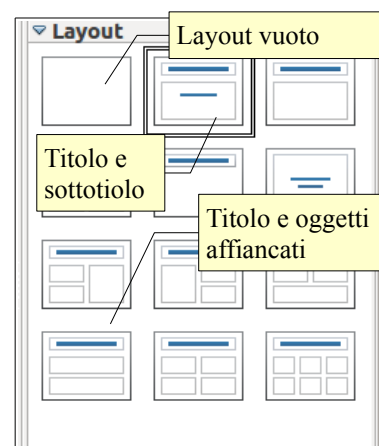 Layout
Layout vuoto
Titolo e
sottotiolo
Titolo e oggetti
affiancati